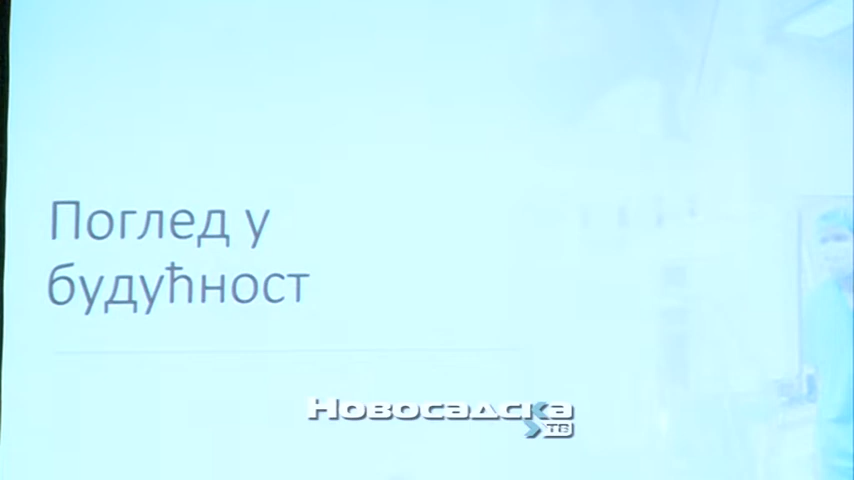 Поглед у
будућност
Новосадска
ТВ